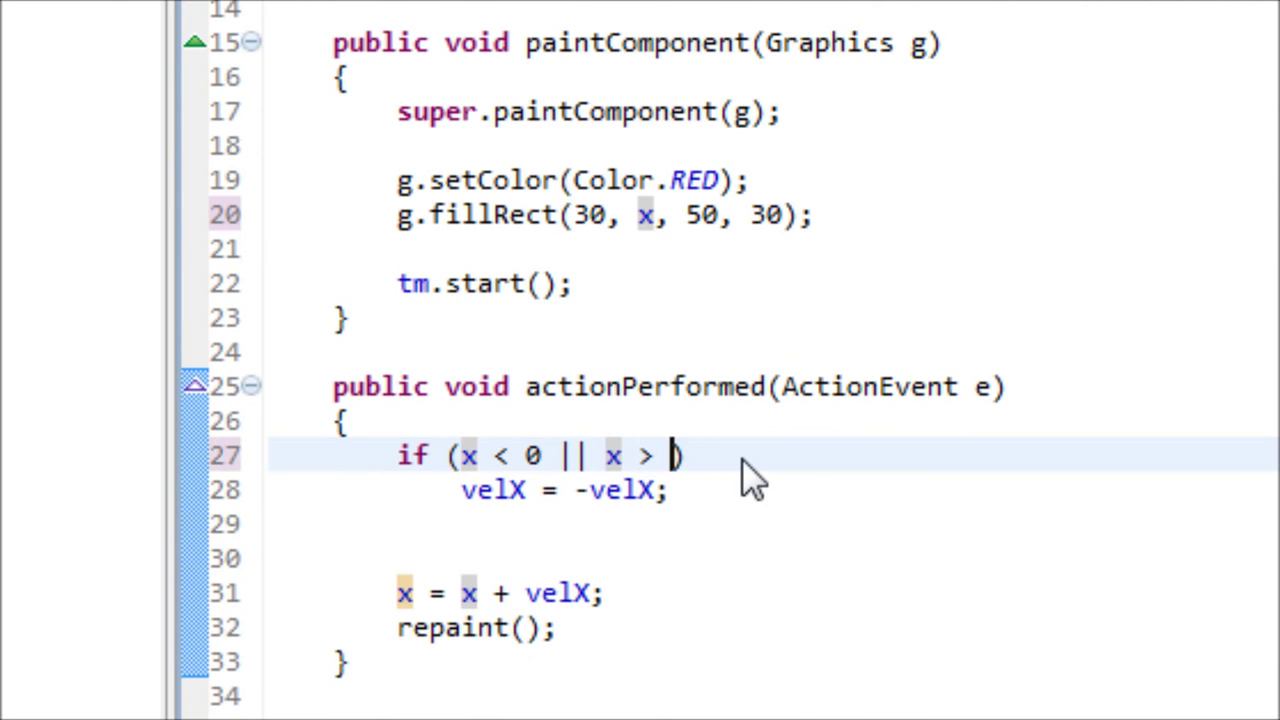 14
15 public void paintComponent(Graphics g)
16 {
17 super.paintComponent(g);
18
19 g.setColor(Color.RED);
20 g.fillRect(30, x, 50, 30);
21
22 tm.start();
23 }
24
25 public void actionPerformed(ActionEvent e)
26 {
27 if (x < 0 || x > )
28 velX = -velX;
29
30
31 x = x + velX;
32 repaint();
33 }
34